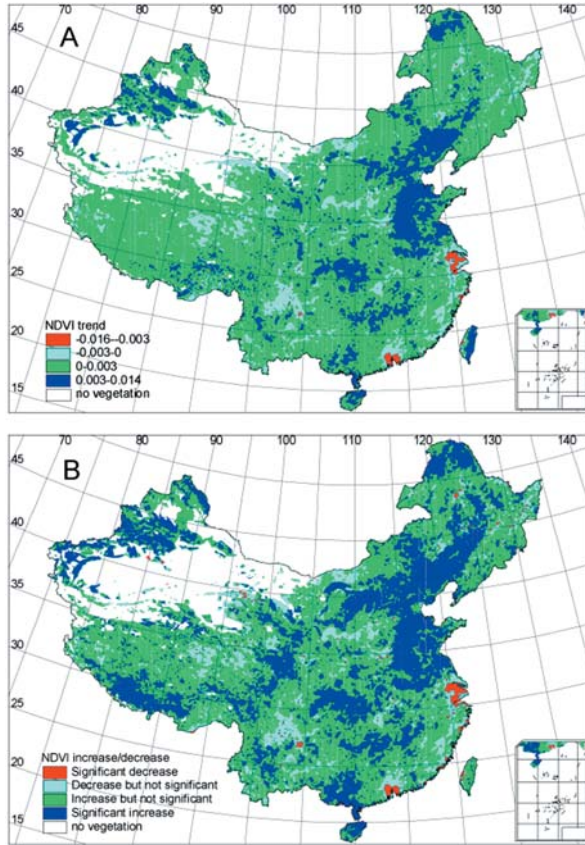 70 80 90 100 110 120 130 140
A
45
40
35
30
25
20
15
NDVI trend
-0.016--0.003
-0.003-0
0-0.003
0.003-0.014
no vegetation
70 80 90 100 110 120 130 140
B
45
40
35
30
25
20
15
NDVI increase/decrease
Significant decrease
Decrease but not significant
Increase but not significant
Significant increase
no vegetation